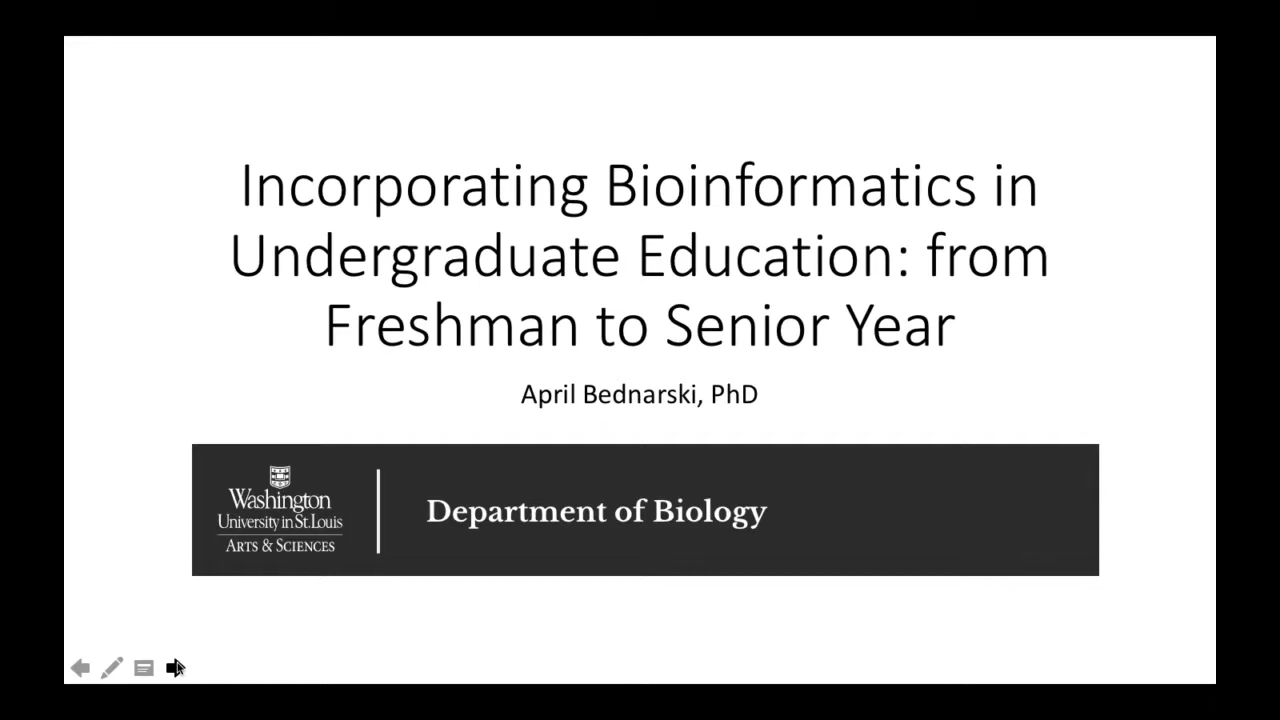 Incorporating Bioinformatics in
Undergraduate Education: from
Freshman to Senior Year
April Bednarski, PhD
Washington
University in St. Louis
ARTS & SCIENCES
Department of Biology